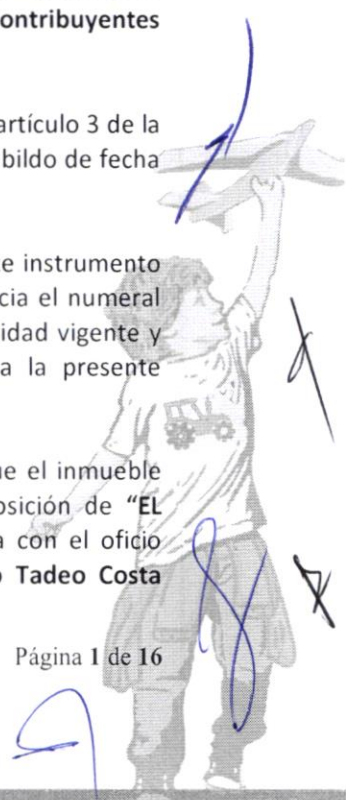 ontribuyentes
artículo 3 de la
bildo de fecha
e instrumento
cia el numeral
idad vigente y
a la presente
ue el inmueble
osición de “EL
a con el oficio
o Tadeo Costa
Página 1 de 16